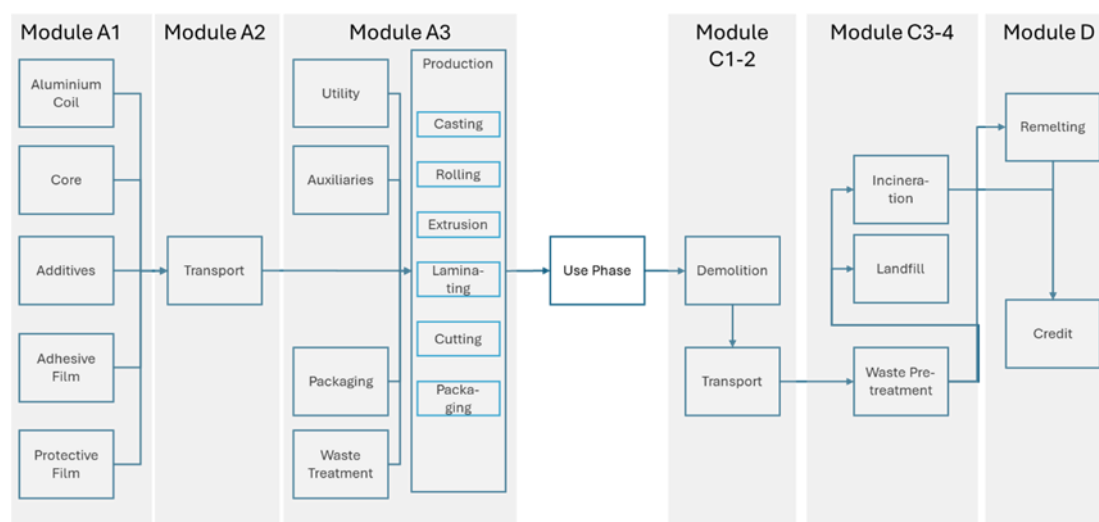 Module A1
Aluminium
Coil
Core
Additives
Adhesive
Film
Protective
Film
Module A2
Transport
Module A3
Utility
Auxiliaries
Packaging
Waste
Treatment
Production
Casting
Rolling
Extrusion
Lamina-
ting
Cutting
Packa-
ging
Use Phase
Module
C1-2
Demolition
Transport
Module C3-4
Incinera-
tion
Landfill
Waste Pre-
treatment
Module D
Remelting
Credit